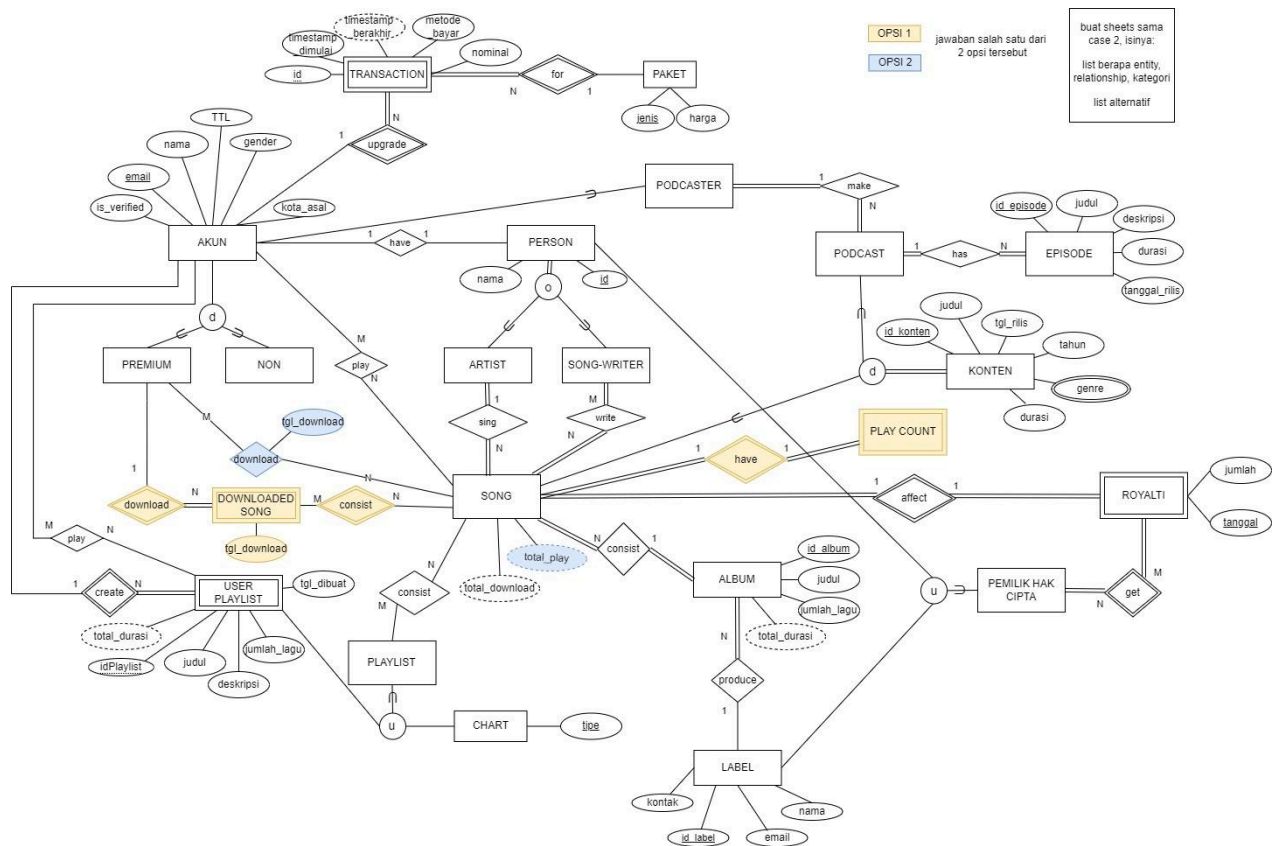 timestamp
_berakhir
metode_
bayar
timestamp
_dimulai
nominal
id
TRANSACTION
N
for
1
PAKET
jenis
harga
OPSI 1
OPSI 2
jawaban salah satu dari
2 opsi tersebut
buat sheets sama
case 2, isinya:
list berapa entity,
relationship, kategori
list alternatif
N
upgrade
1
TTL
nama
gender
email
is_verified
kota_asal
AKUN
PODCASTER
1
make
N
id_episode
judul
deskripsi
durasi
tanggal_rilis
EPISODE
PODCAST
1
has
N
1
have
1
PERSON
nama
id
o
d
PREMIUM
NON
M
play
N
ARTIST
SONG-WRITER
judul
tgl_rilis
id_konten
tahun
KONTEN
genre
durasi
d
1
sing
N
M
write
N
M
tgl_download
download
N
PLAY COUNT
1
have
1
1
download
N
DOWNLOADED
SONG
M
consist
N
tgl_download
SONG
1
affect
1
ROYALTI
jumlah
tanggal
M
play
N
1
create
N
USER
PLAYLIST
tgl_dibuat
total_durasi
idPlaylist
judul
deskripsi
jumlah_lagu
total_play
total_download
N
consist
M
PLAYLIST
N
consist
1
ALBUM
id_album
judul
jumlah_lagu
total_durasi
u
PEMILIK HAK
CIPTA
N
get
M
N
produce
1
u
CHART
tipe
LABEL
kontak
id_label
email
nama